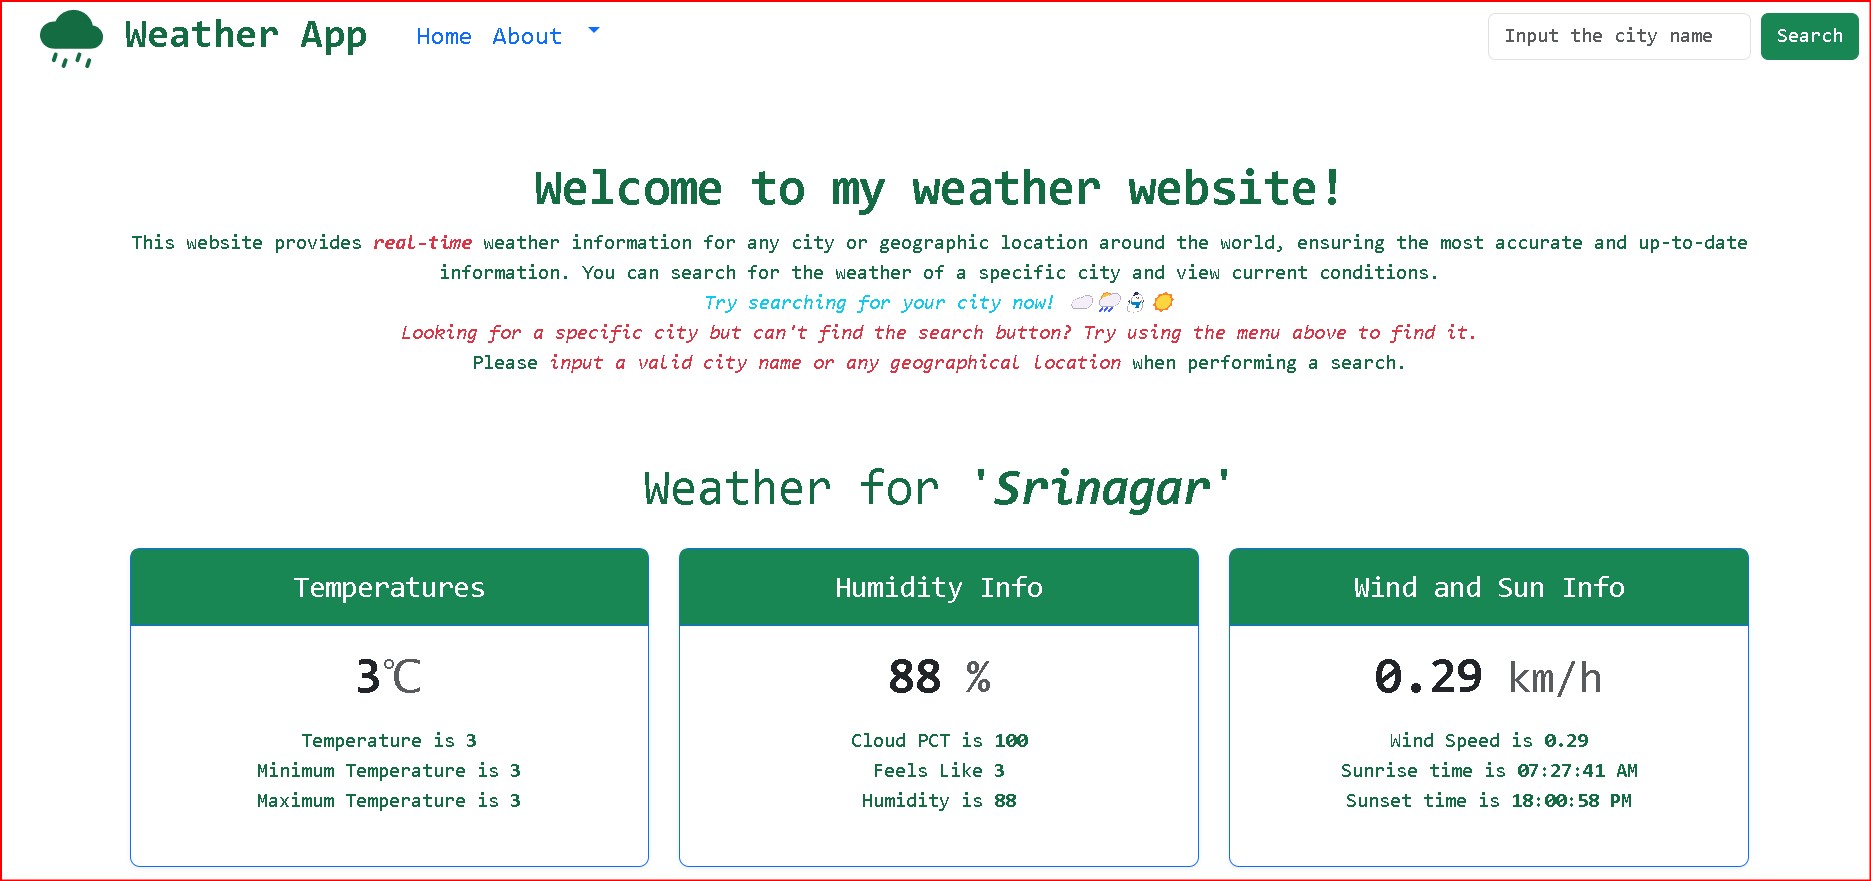 Weather App Home About Input the city name Search
Welcome to my weather website!
This website provides real-time weather information for any city or geographic location around the world, ensuring the most accurate and up-to-date
information. You can search for the weather of a specific city and view current conditions.
Try searching for your city now! ☁️🌦️⛄☀️
Looking for a specific city but can't find the search button? Try using the menu above to find it.
Please input a valid city name or any geographical location when performing a search.
Weather for 'Srinagar'
Temperatures
3℃
Temperature is 3
Minimum Temperature is 3
Maximum Temperature is 3
Humidity Info
88 %
Cloud PCT is 100
Feels Like 3
Humidity is 88
Wind and Sun Info
0.29 km/h
Wind Speed is 0.29
Sunrise time is 07:27:41 AM
Sunset time is 18:00:58 PM